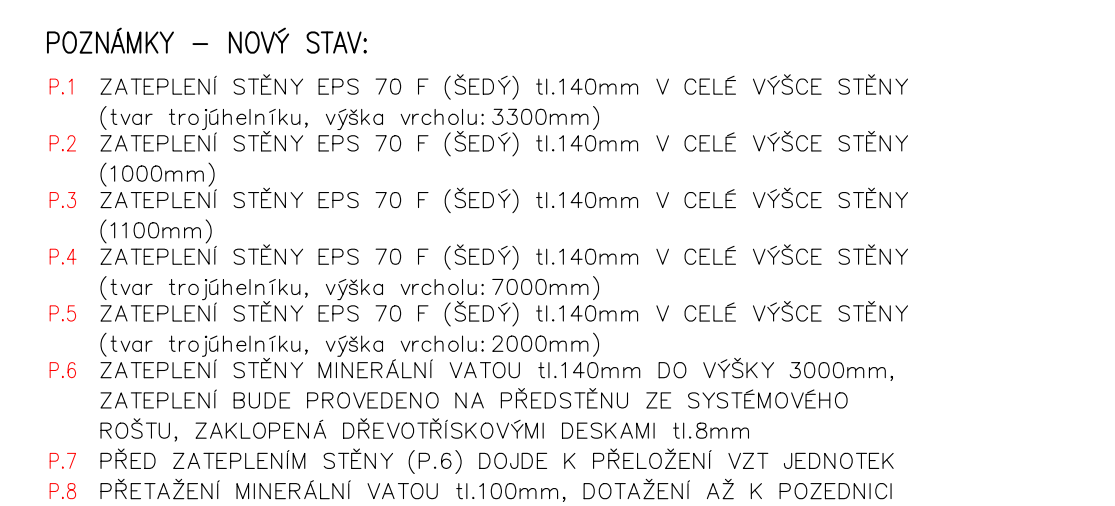 POZNÁMKY – NOVÝ STAV:
P.1 ZATEPLENÍ STĚNY EPS 70 F (ŠEDÝ) tl.140mm V CELÉ VÝŠCE STĚNY
(tvar trojúhelníku, výška vrcholu:3300mm)
P.2 ZATEPLENÍ STĚNY EPS 70 F (ŠEDÝ) tl.140mm V CELÉ VÝŠCE STĚNY
(1000mm)
P.3 ZATEPLENÍ STĚNY EPS 70 F (ŠEDÝ) tl.140mm V CELÉ VÝŠCE STĚNY
(1100mm)
P.4 ZATEPLENÍ STĚNY EPS 70 F (ŠEDÝ) tl.140mm V CELÉ VÝŠCE STĚNY
(tvar trojúhelníku, výška vrcholu:7000mm)
P.5 ZATEPLENÍ STĚNY EPS 70 F (ŠEDÝ) tl.140mm V CELÉ VÝŠCE STĚNY
(tvar trojúhelníku, výška vrcholu:2000mm)
P.6 ZATEPLENÍ STĚNY MINERÁLNÍ VATOU tl.140mm DO VÝŠKY 3000mm,
ZATEPLENÍ BUDE PROVEDENO NA PŘEDSTĚNU ZE SYSTÉMOVÉHO
ROŠTU, ZAKLOPENÁ DŘEVOTŘÍSKOVÝMI DESKAMI tl.8mm
P.7 PŘED ZATEPLENÍM STĚNY (P.6) DOJDE K PŘELOŽENÍ VZT JEDNOTEK
P.8 PŘETAŽENÍ MINERÁLNÍ VATOU tl.100mm, DOTAŽENÍ AŽ K POZEDNICI